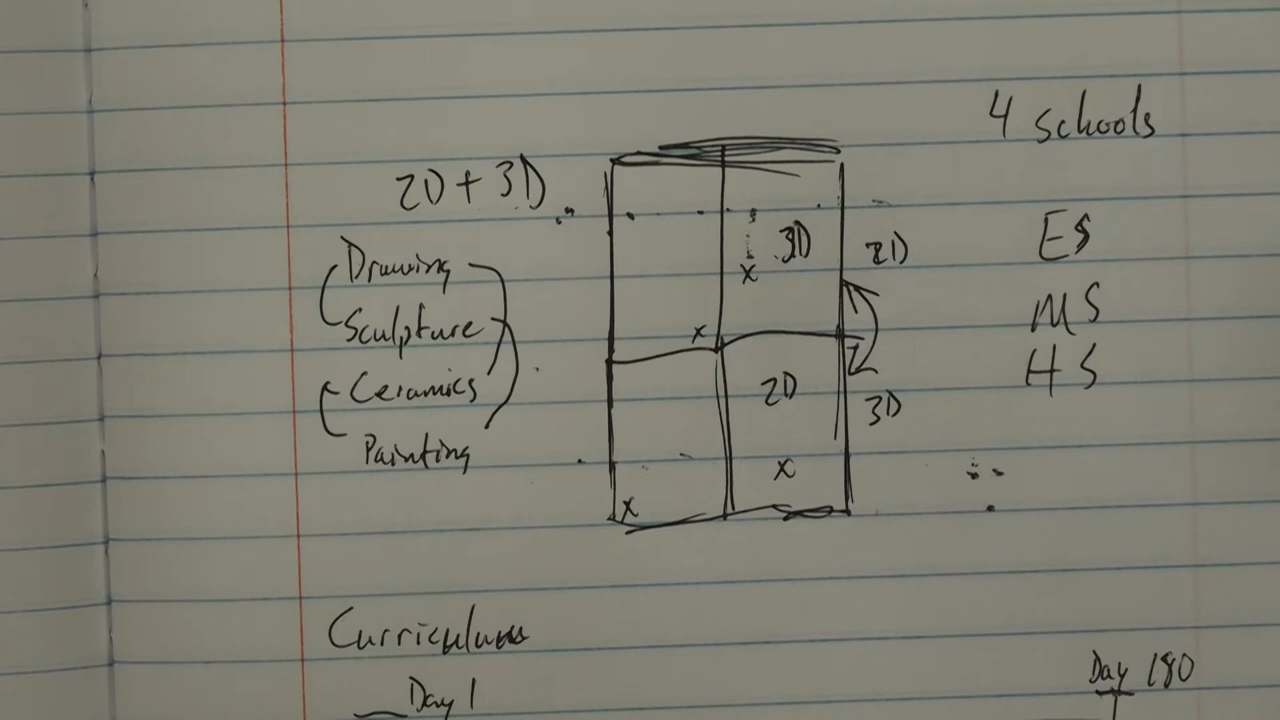 4 schools
2D + 3D
Drawing
Sculpture
Ceramics
Painting
3D
2D
x
x
2D
3D
x
x
ES
MS
HS
Curriculum
Day 1
Day 180